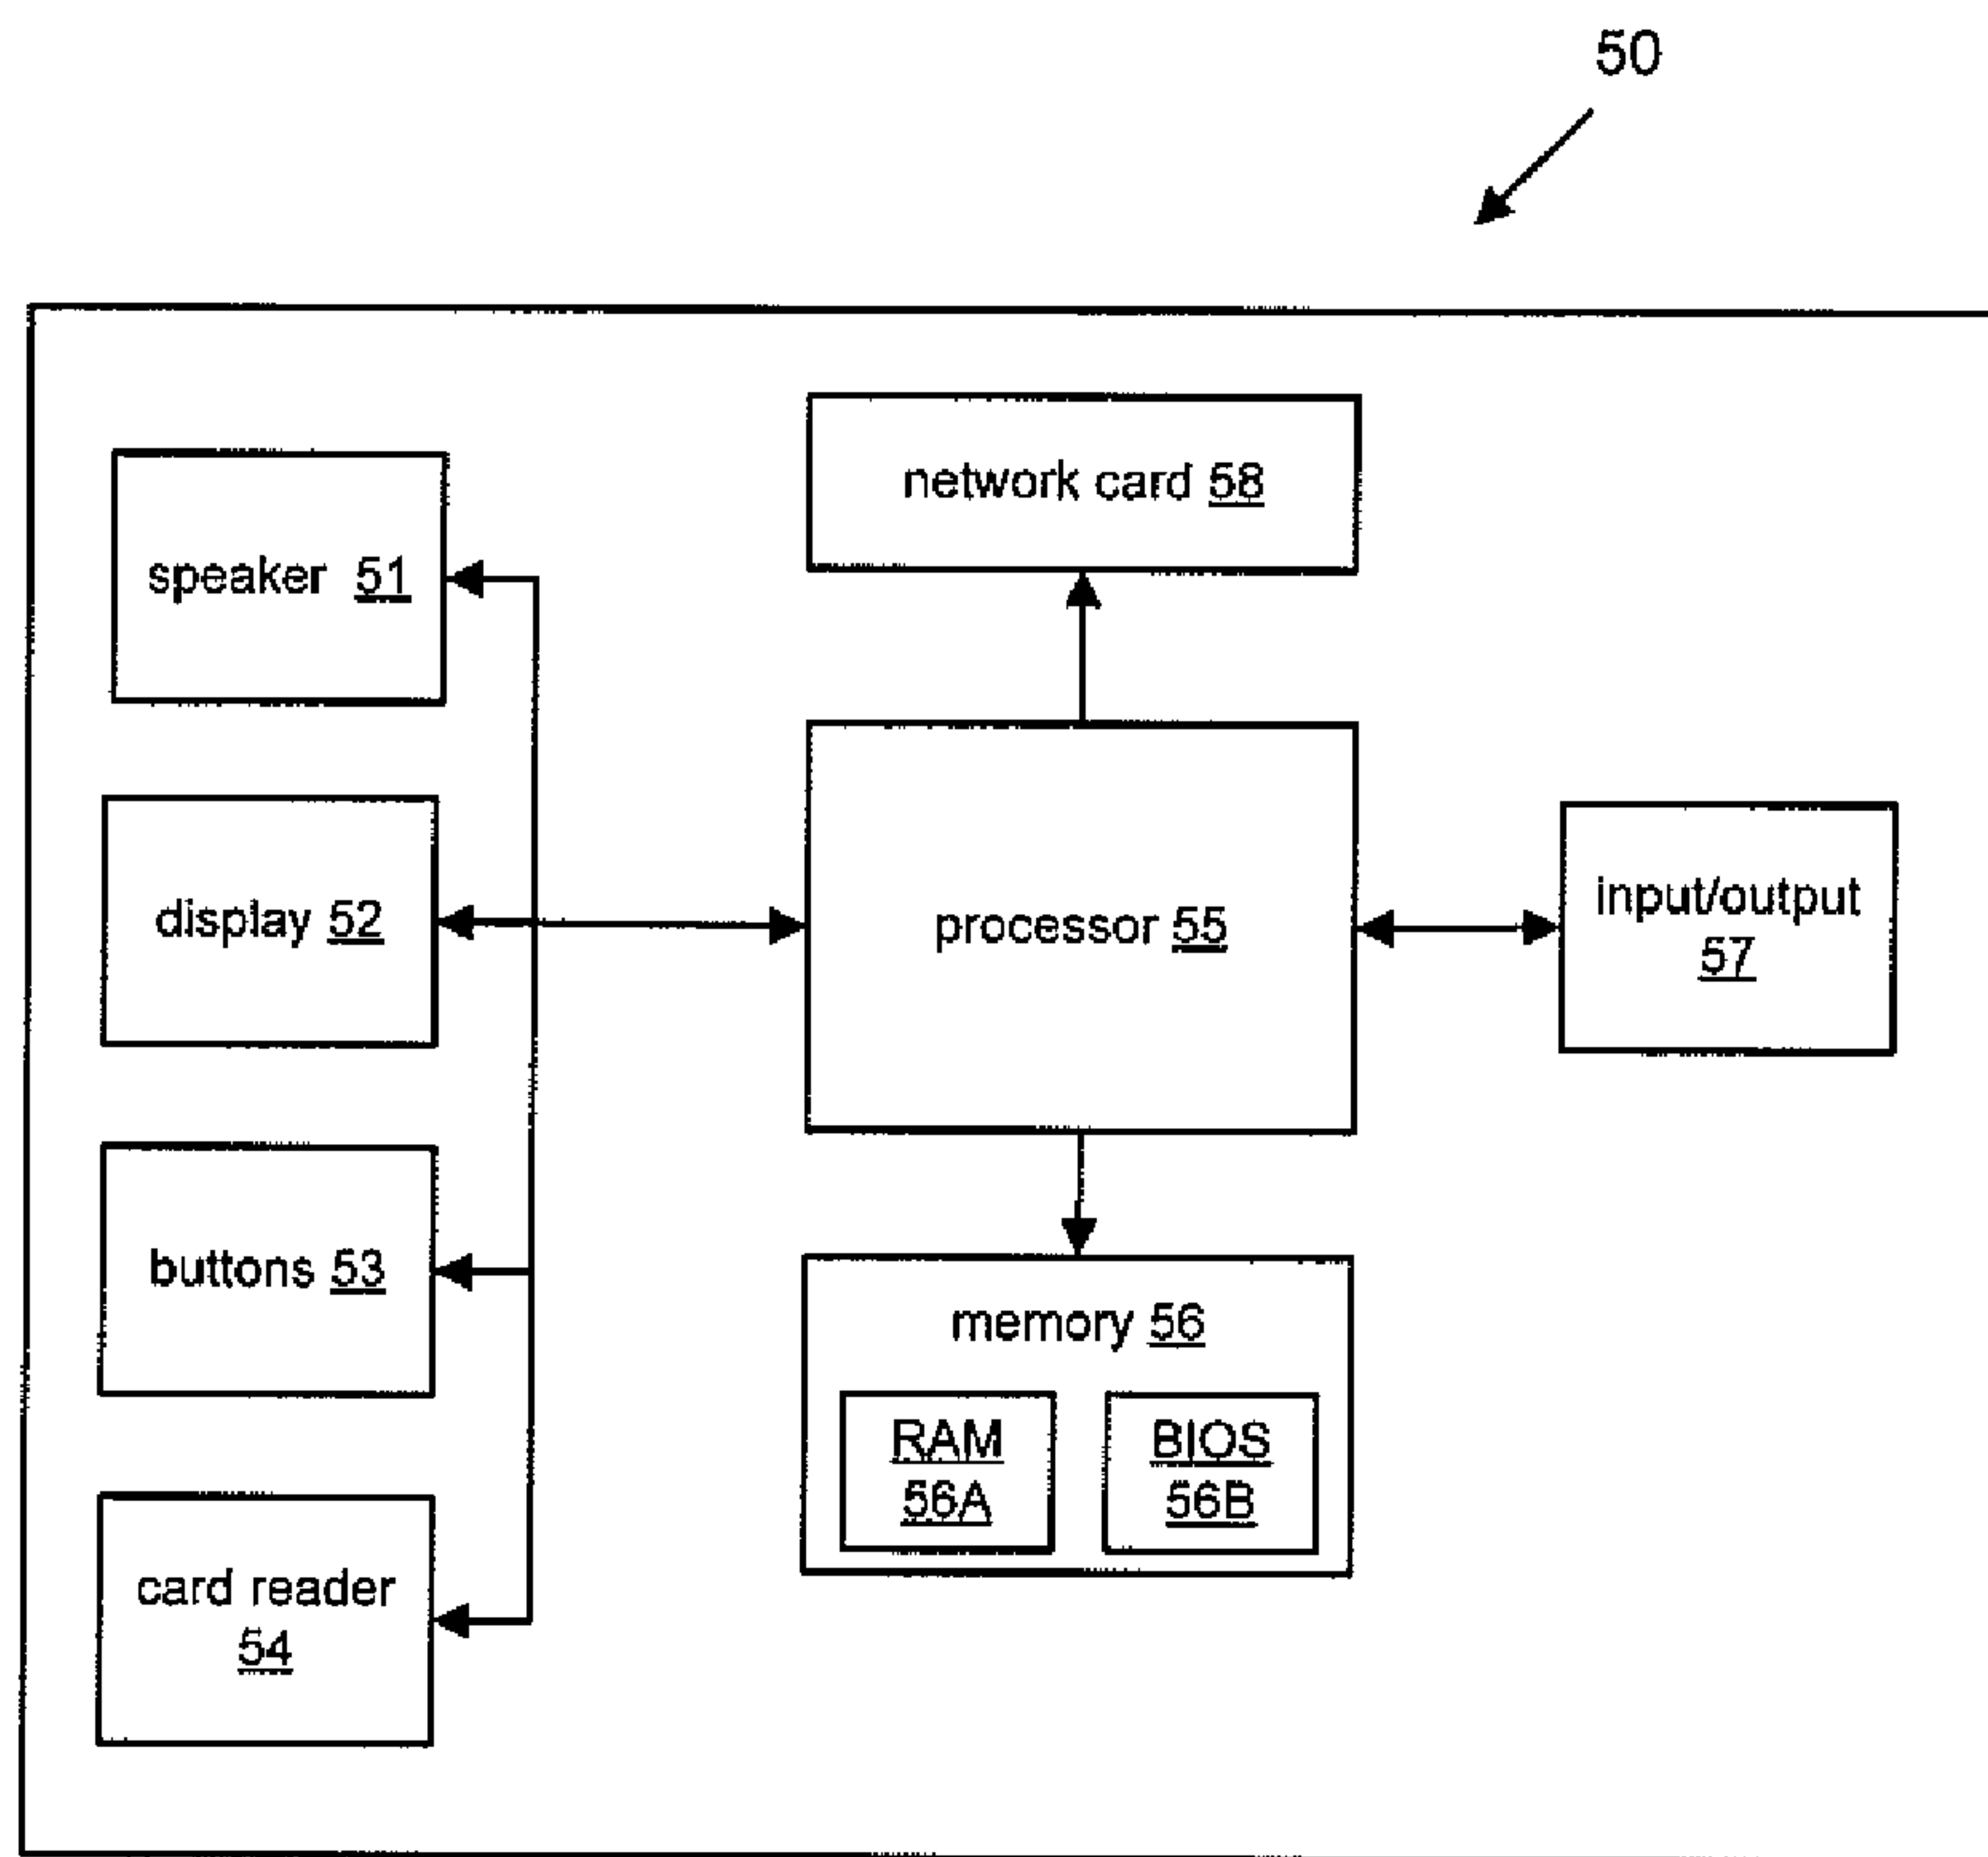 50
network card 58
speaker 51
display 52
processor 55
input/output
57
buttons 53
memory 56
RAM
56A
BIOS
56B
card reader
54